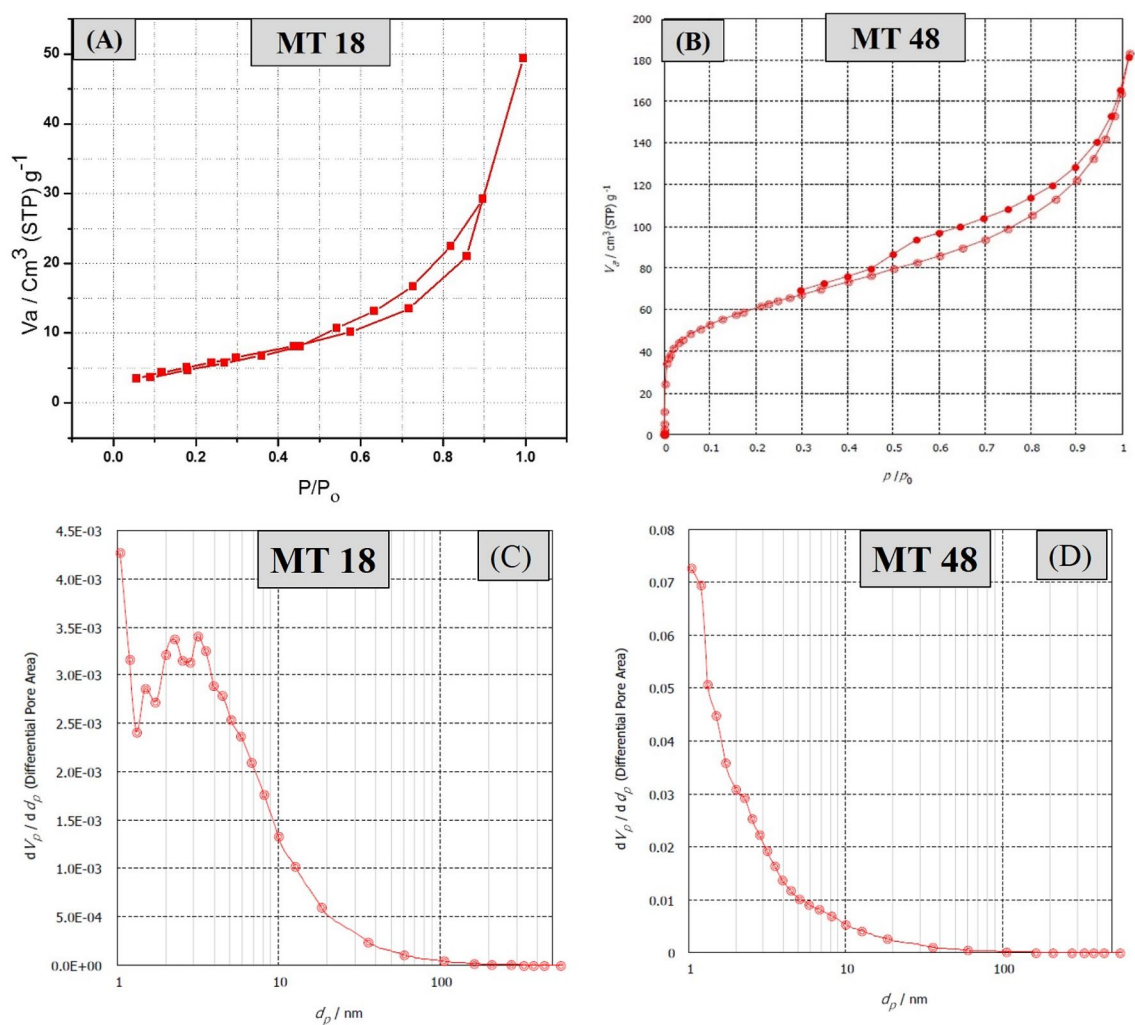 (A)
MT 18
Va / Cm³ (STP) g⁻¹
50
40
30
20
10
0
0.0 0.2 0.4 0.6 0.8 1.0
P/Pₒ
(B)
MT 48
Vₐ / cm³(STP) g⁻¹
200
180
160
140
120
100
80
60
40
20
0
0 0.1 0.2 0.3 0.4 0.5 0.6 0.7 0.8 0.9 1
p/p₀
MT 18
(C)
dVₚ / d dₚ (Differential Pore Area)
4.5E-03
4.0E-03
3.5E-03
3.0E-03
2.5E-03
2.0E-03
1.5E-03
1.0E-03
5.0E-04
0.0E+00
1 10 100
dₚ / nm
MT 48
(D)
dVₚ / d dₚ (Differential Pore Area)
0.08
0.07
0.06
0.05
0.04
0.03
0.02
0.01
0
1 10 100
dₚ / nm